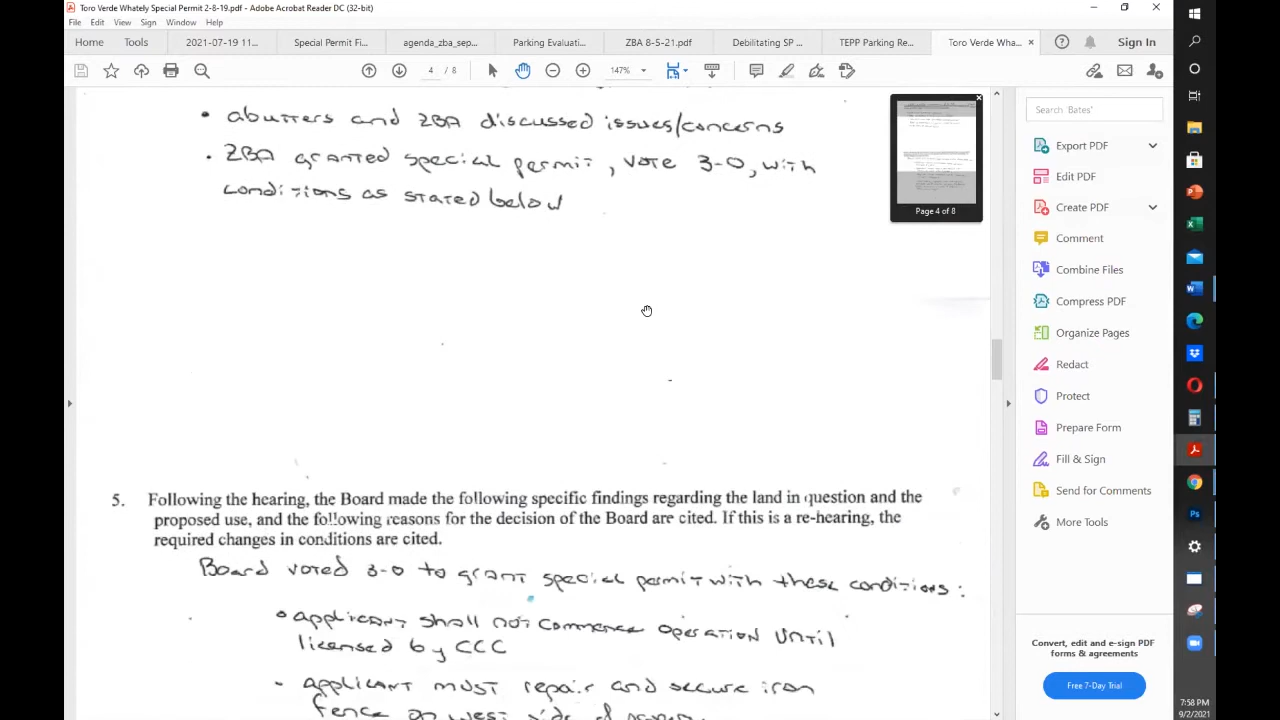 Toro Verde Whately Special Permit 2-8-19.pdf - Adobe Acrobat Reader DC (32-bit)
File Edit View Sign Window Help
Home Tools 2021-07-19 11... Special Permit Fi... agenda_zba_sep... Parking Evaluati... ZBA 8-5-21.pdf Debilitating SP ... TEPP Parking Re... Toro Verde Wha... × Sign In
4 / 8 147%
• abutters and ZBA discussed issues/concerns
• ZBA granted special permit, vote 3-0, with
conditions as stated below
Page 4 of 8
5. Following the hearing, the Board made the following specific findings regarding the land in question and the
proposed use, and the following reasons for the decision of the Board are cited. If this is a re-hearing, the
required changes in conditions are cited.
Board voted 3-0 to grant special permit with these conditions:
• applicant shall not commence operation until
licensed by CCC
• applicant must repair and secure iron
fence on west side of
Search 'Bates'
Export PDF
Edit PDF
Create PDF
Comment
Combine Files
Compress PDF
Organize Pages
Redact
Protect
Prepare Form
Fill & Sign
Send for Comments
More Tools
Convert, edit and e-sign PDF
forms & agreements
Free 7-Day Trial
7:58 PM
9/2/2021